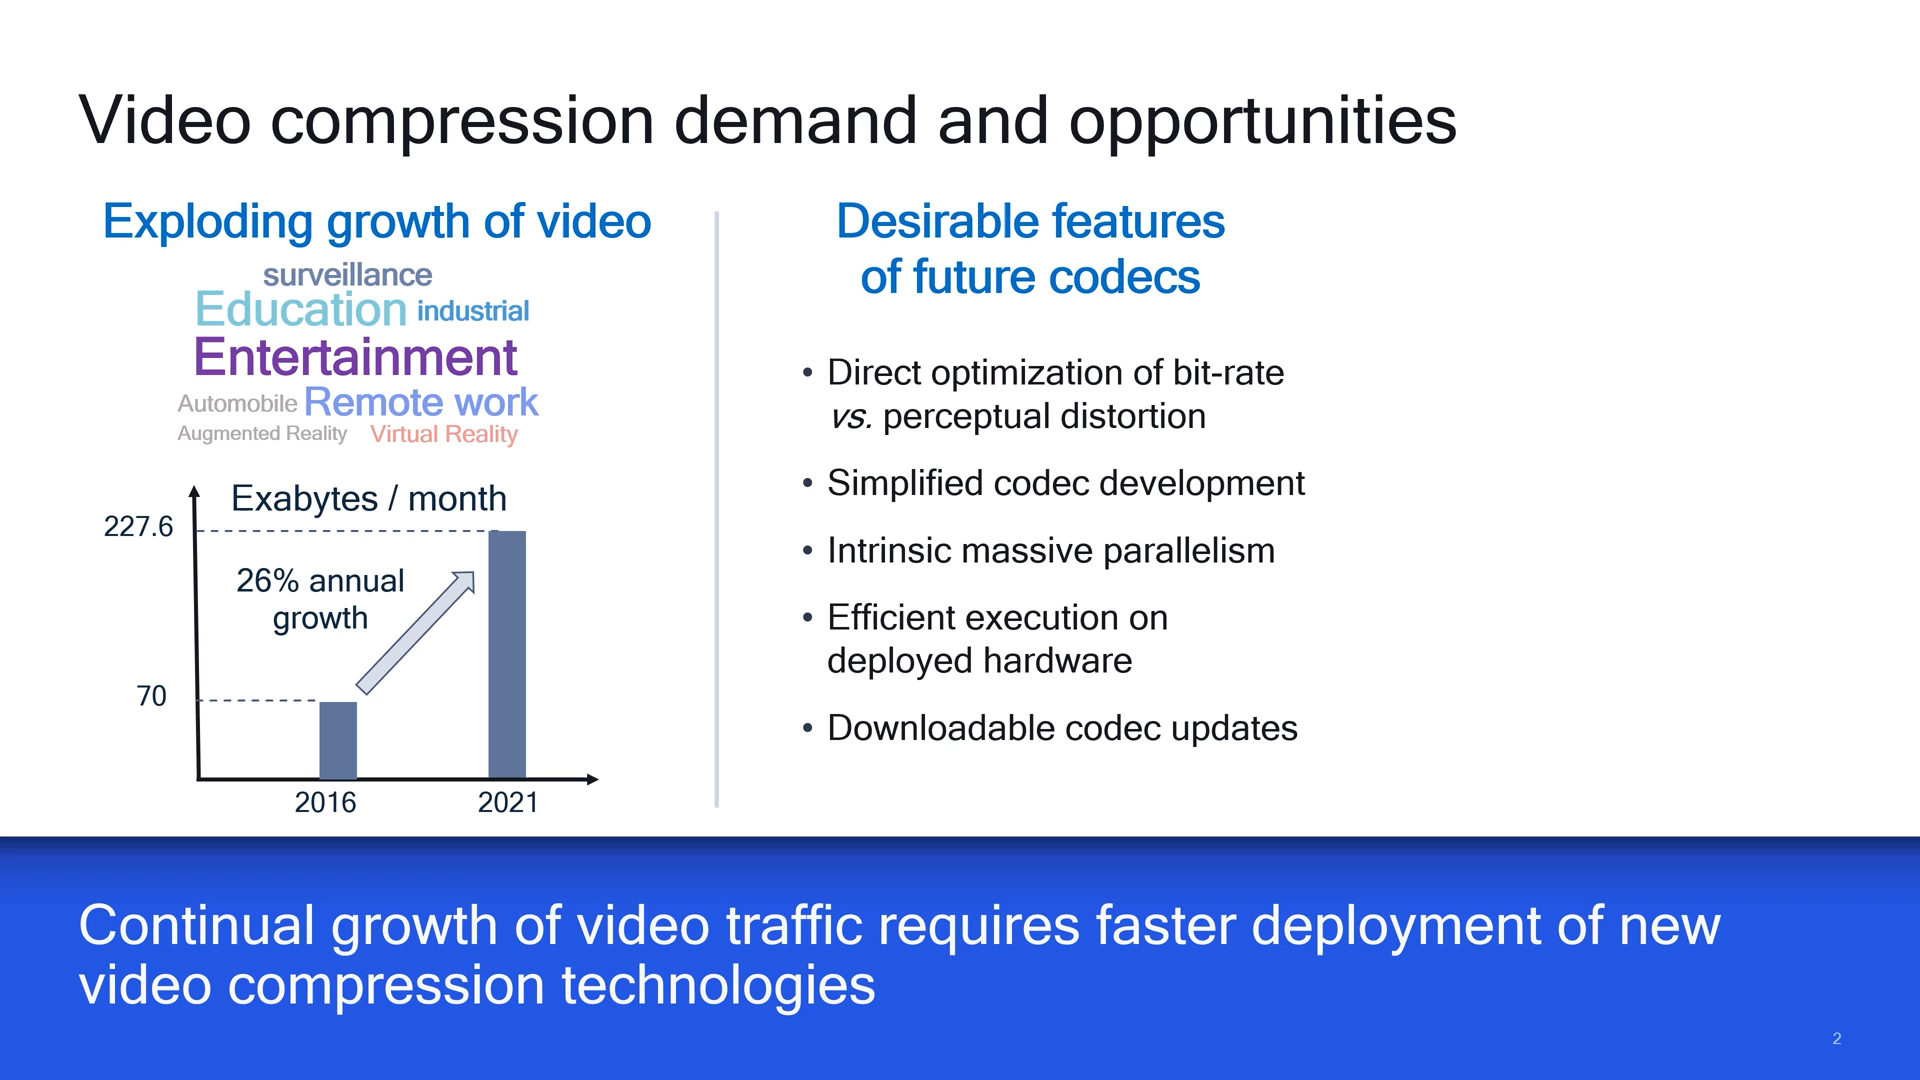 Video compression demand and opportunities
Exploding growth of video
surveillance
Education industrial
Entertainment
Automobile Remote work
Augmented Reality Virtual Reality
Exabytes / month
227.6
26% annual
growth
70
2016 2021
Desirable features
of future codecs
• Direct optimization of bit-rate
vs. perceptual distortion
• Simplified codec development
• Intrinsic massive parallelism
• Efficient execution on
deployed hardware
• Downloadable codec updates
Continual growth of video traffic requires faster deployment of new
video compression technologies
2